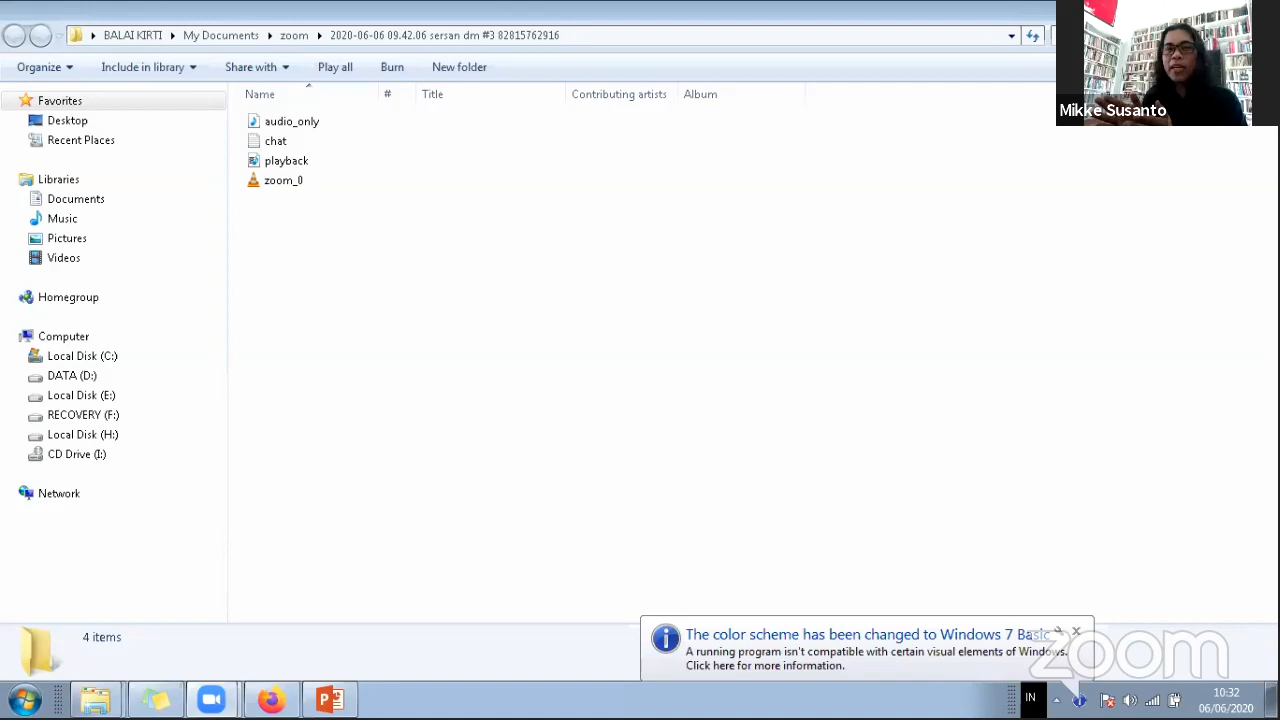 BALAI KIRTI My Documents zoom 2020-06-06 09.42.06 sersan dm #3 82815762916
Organize Include in library Share with Play all Burn
Name # Title Contributing artists Album
Mikke Susanto
Favorites
Desktop
Recent Places
Libraries
Documents
Music
Pictures
Videos
Homegroup
Computer
Local Disk (C:)
DATA (D:)
Local Disk (E:)
RECOVERY (F:)
Local Disk (H:)
CD Drive (I:)
Network
audio_only
chat
playback
zoom_0
4 items
The color scheme has been changed to Windows 7 Basic
A running program isn't compatible with certain visual elements of Windows.
Click here for more information.
zoom
IN
10:32
06/06/2020